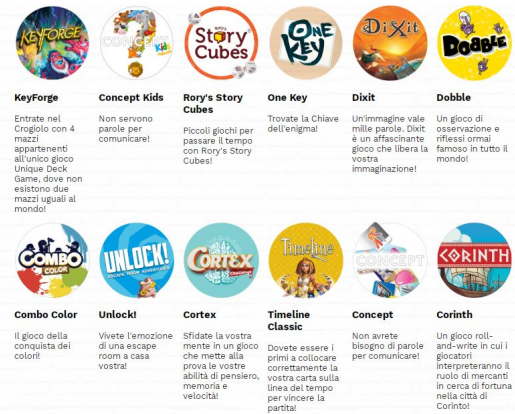 KEYFORGE
CONCEPT
Kids
RORY'S
STORY
CUBES
ONE
KEY
DiXit
DOBBLE
KeyForge
Entrate nel
Crogiolo con 4
mazzi
appartenenti
all'unico gioco
Unique Deck
Game, dove non
esistono due
mazzi uguali al
mondo!
Concept Kids
Non servono
parole per
comunicare!
Rory's Story
Cubes
Piccoli giochi per
passare il tempo
con Rory's Story
Cubes!
One Key
Trovate la Chiave
dell'enigma!
Dixit
Un'immagine vale
mille parole. Dixit
è un affascinante
gioco che libera la
vostra
immaginazione!
Dobble
Un gioco di
osservazione e
riflessi ormai
famoso in tutto il
mondo!
COMBO
COLOR
UNLOCK!
ESCAPE ROOM ADVENTURES
CORTEX
Challenge
Timeline
CONCEPT
CORINTH
Combo Color
Il gioco della
conquista dei
colori!
Unlock!
Vivete l'emozione
di una escape
room a casa
vostra!
Cortex
Sfidate la vostra
mente in un gioco
che mette alla
prova le vostre
abilità di pensiero,
memoria e
velocità!
Timeline
Classic
Dovete essere i
primi a collocare
correttamente la
vostra carta sulla
linea del tempo
per vincere la
partita!
Concept
Non avrete
bisogno di parole
per comunicare!
Corinth
Un gioco roll-
and-write in cui i
giocatori
interpreteranno il
ruolo di mercanti
in cerca di fortuna
nella città di
Corinto!